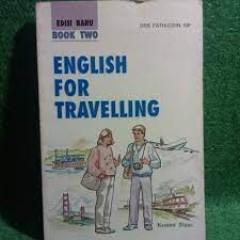 EDISI BARU
BOOK TWO
ENGLISH
FOR
TRAVELLING